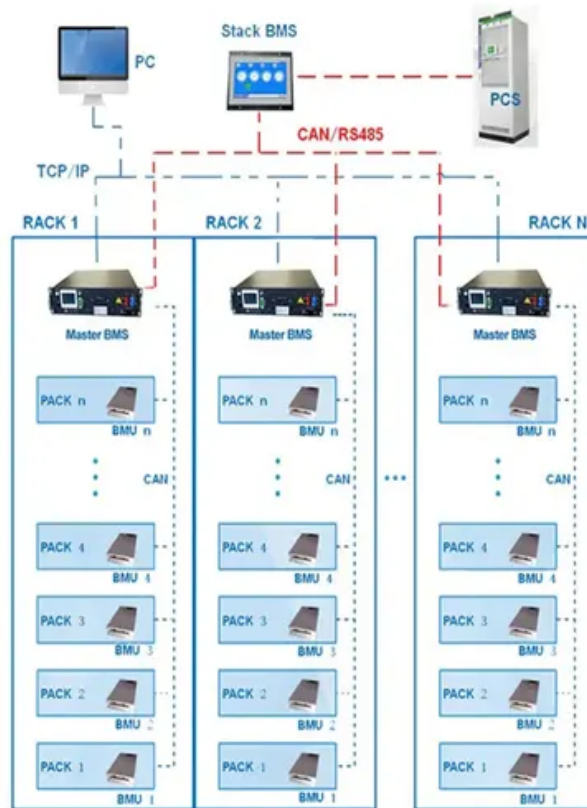 PC
Stack BMS
PCS
CAN/RS485
TCP/IP
RACK 1
RACK 2
RACK N
Master BMS
Master BMS
Master BMS
PACK n
BMU n
PACK n
BMU n
PACK n
BMU n
CAN
CAN
CAN
PACK 4
BMU 4
PACK 4
BMU 4
PACK 4
BMU 4
PACK 3
BMU 3
PACK 3
BMU 3
PACK 3
BMU 3
PACK 2
BMU 2
PACK 2
BMU 2
PACK 2
BMU 2
PACK 1
BMU 1
PACK 1
BMU 1
PACK 1
BMU 1